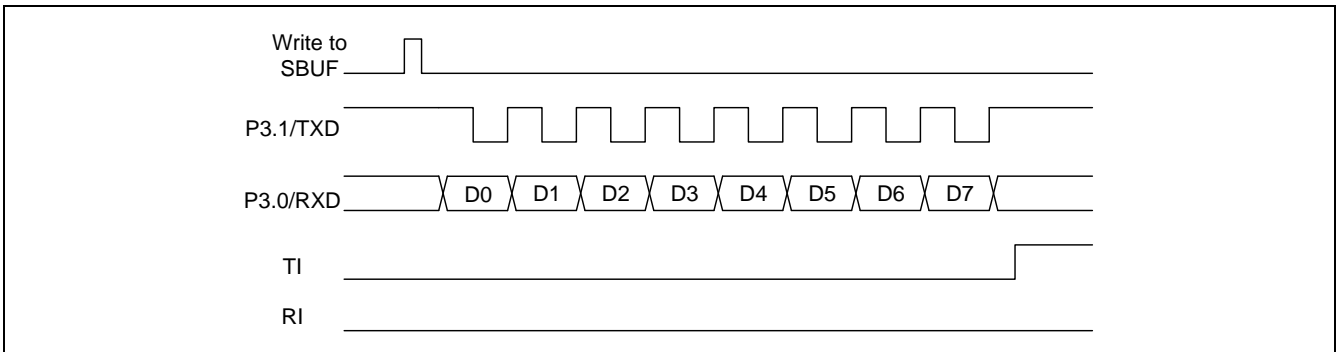 Write to
SBUF
P3.1/TXD
P3.0/RXD
D0 D1 D2 D3 D4 D5 D6 D7
TI
RI